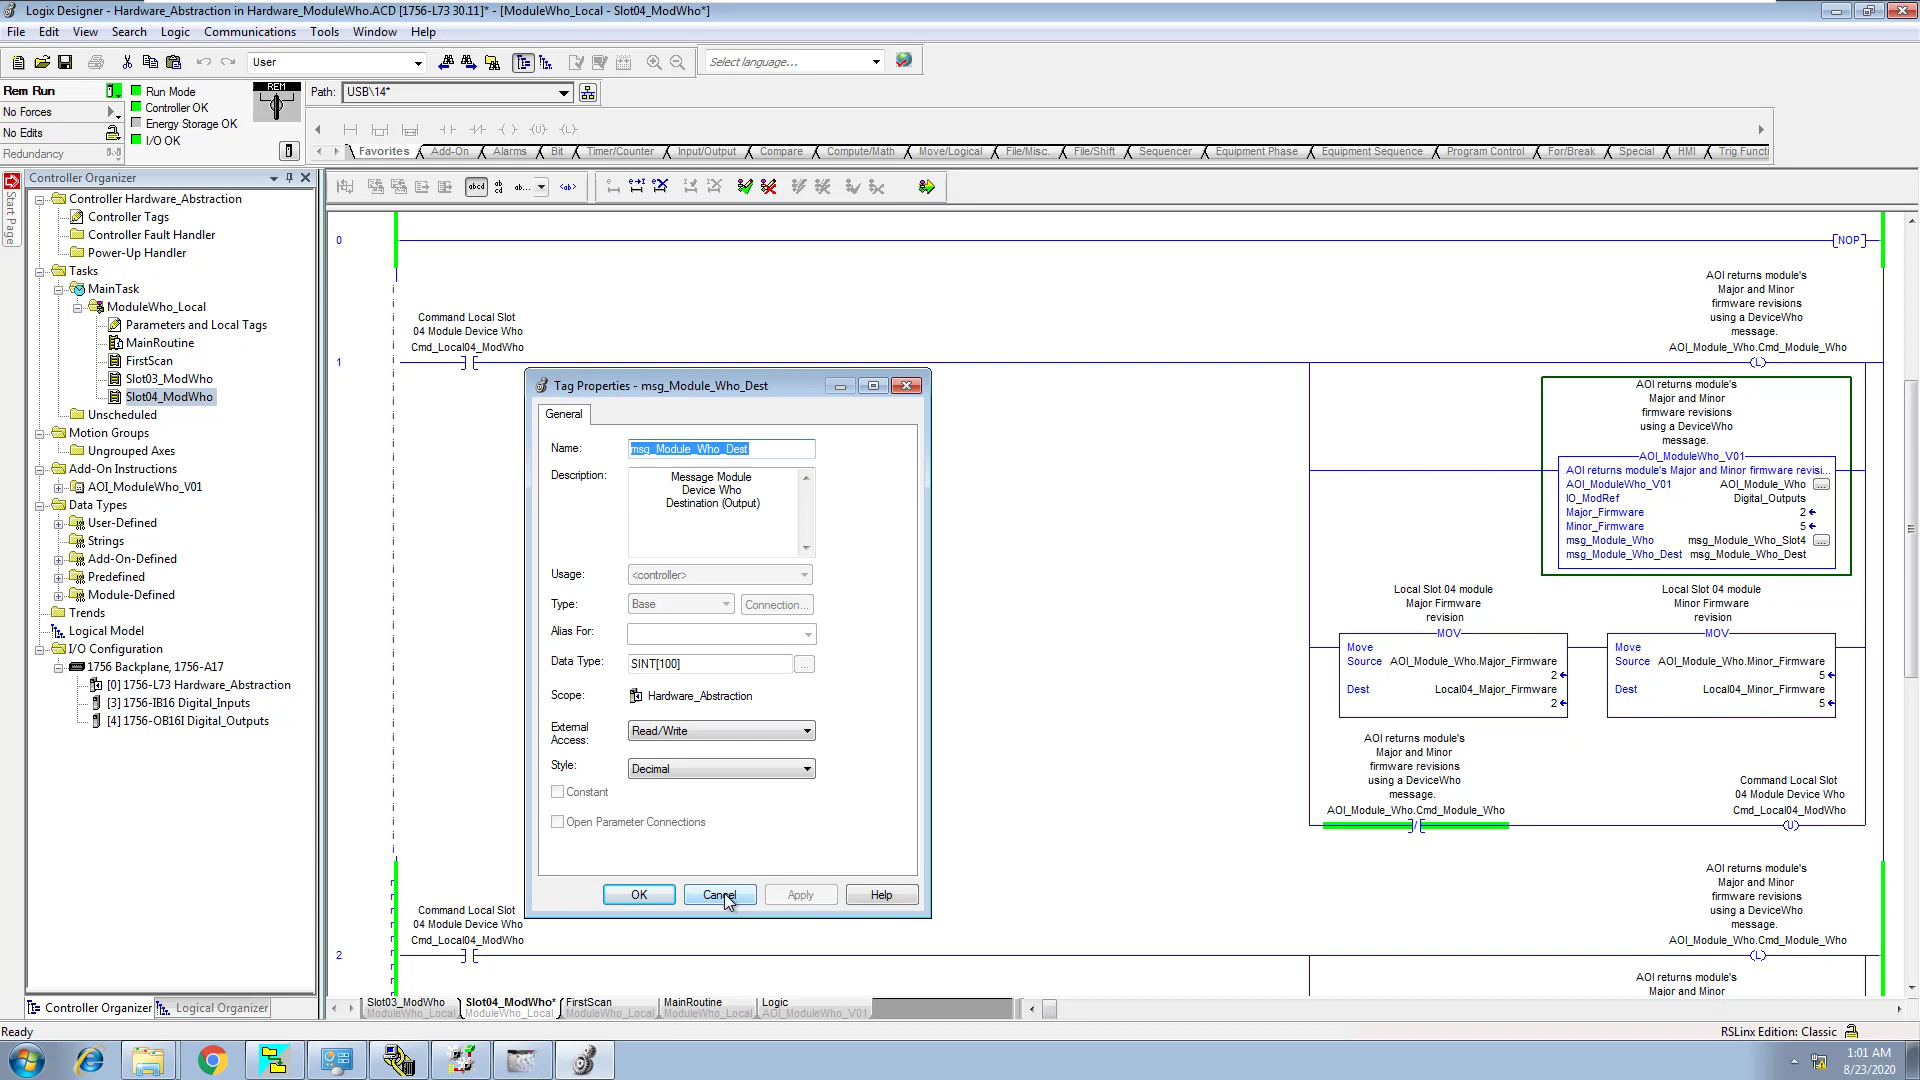 Logix Designer - Hardware_Abstraction in Hardware_ModuleWho.ACD [1756-L73 30.11]* - [ModuleWho_Local - Slot04_ModWho*]
File Edit View Search Logic Communications Tools Window Help
User
Select language...
Rem Run
No Forces
No Edits
Redundancy
Run Mode
Controller OK
Energy Storage OK
I/O OK
REM
Path: USB\14*
Favorites Add-On Alarms Bit Timer/Counter Input/Output Compare Compute/Math Move/Logical File/Misc. File/Shift Sequencer Equipment Phase Equipment Sequence Program Control For/Break Special HMI Trig Functi
Start Page
Controller Organizer
Controller Hardware_Abstraction
Controller Tags
Controller Fault Handler
Power-Up Handler
Tasks
MainTask
ModuleWho_Local
Parameters and Local Tags
MainRoutine
FirstScan
Slot03_ModWho
Slot04_ModWho
Unscheduled
Motion Groups
Ungrouped Axes
Add-On Instructions
AOI_ModuleWho_V01
Data Types
User-Defined
Strings
Add-On-Defined
Predefined
Module-Defined
Trends
Logical Model
I/O Configuration
1756 Backplane, 1756-A17
[0] 1756-L73 Hardware_Abstraction
[3] 1756-IB16 Digital_Inputs
[4] 1756-OB16I Digital_Outputs
Controller Organizer Logical Organizer
abcd
ab
cd
ab...
<ab>
0
NOP
1
Command Local Slot
04 Module Device Who
Cmd_Local04_ModWho
AOI returns module's
Major and Minor
firmware revisions
using a DeviceWho
message.
AOI_Module_Who.Cmd_Module_Who
L
AOI returns module's
Major and Minor
firmware revisions
using a DeviceWho
message.
AOI_ModuleWho_V01
AOI returns module's Major and Minor firmware revisi...
AOI_ModuleWho_V01 AOI_Module_Who ...
IO_ModRef Digital_Outputs
Major_Firmware 2
Minor_Firmware 5
msg_Module_Who msg_Module_Who_Slot4 ...
msg_Module_Who_Dest msg_Module_Who_Dest
Local Slot 04 module
Major Firmware
revision
MOV
Move
Source AOI_Module_Who.Major_Firmware
2
Dest Local04_Major_Firmware
2
Local Slot 04 module
Minor Firmware
revision
MOV
Move
Source AOI_Module_Who.Minor_Firmware
5
Dest Local04_Minor_Firmware
5
AOI returns module's
Major and Minor
firmware revisions
using a DeviceWho
message.
AOI_Module_Who.Cmd_Module_Who
Command Local Slot
04 Module Device Who
Cmd_Local04_ModWho
U
2
Command Local Slot
04 Module Device Who
Cmd_Local04_ModWho
AOI returns module's
Major and Minor
firmware revisions
using a DeviceWho
message.
AOI_Module_Who.Cmd_Module_Who
L
AOI returns module's
Major and Minor
Tag Properties - msg_Module_Who_Dest
General
Name: msg_Module_Who_Dest
Description: Message Module
Device Who
Destination (Output)
Usage: <controller>
Type: Base Connection...
Alias For:
Data Type: SINT[100] ...
Scope: Hardware_Abstraction
External
Access: Read/Write
Style: Decimal
Constant
Open Parameter Connections
OK Cancel Apply Help
Slot03_ModWho Slot04_ModWho* FirstScan MainRoutine Logic
ModuleWho_Local ModuleWho_Local ModuleWho_Local ModuleWho_Local AOI_ModuleWho_V01
Ready
RSLinx Edition: Classic
1:01 AM
8/23/2020